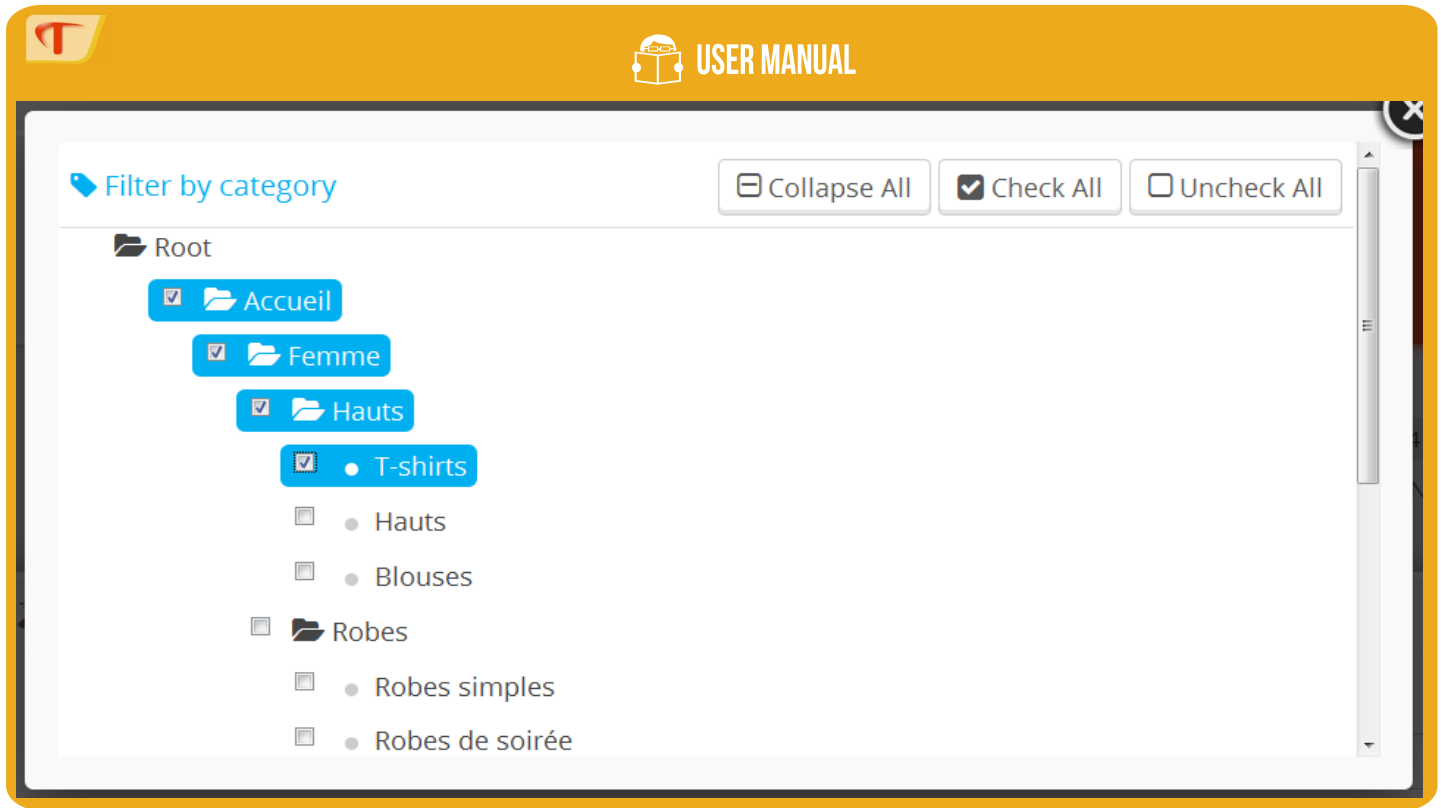 T
USER MANUAL
Filter by category
Collapse All
Check All
Uncheck All
Root
Accueil
Femme
Hauts
T-shirts
Hauts
Blouses
Robes
Robes simples
Robes de soirée